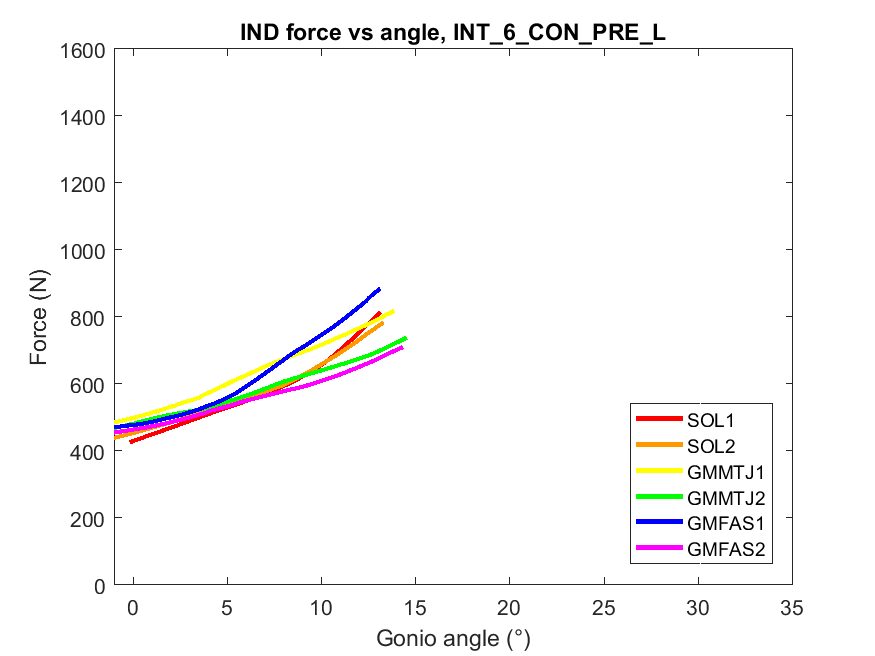 IND force vs angle, INT_6_CON_PRE_L
1600
1400
1200
1000
800
600
400
200
0
Force (N)
0 5 10 15 20 25 30 35
Gonio angle (°)
SOL1
SOL2
GMMTJ1
GMMTJ2
GMFAS1
GMFAS2